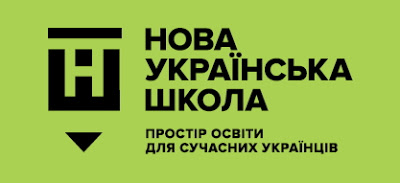 НОВА
УКРАЇНСЬКА
ШКОЛА
ПРОСТІР ОСВІТИ
ДЛЯ СУЧАСНИХ УКРАЇНЦІВ